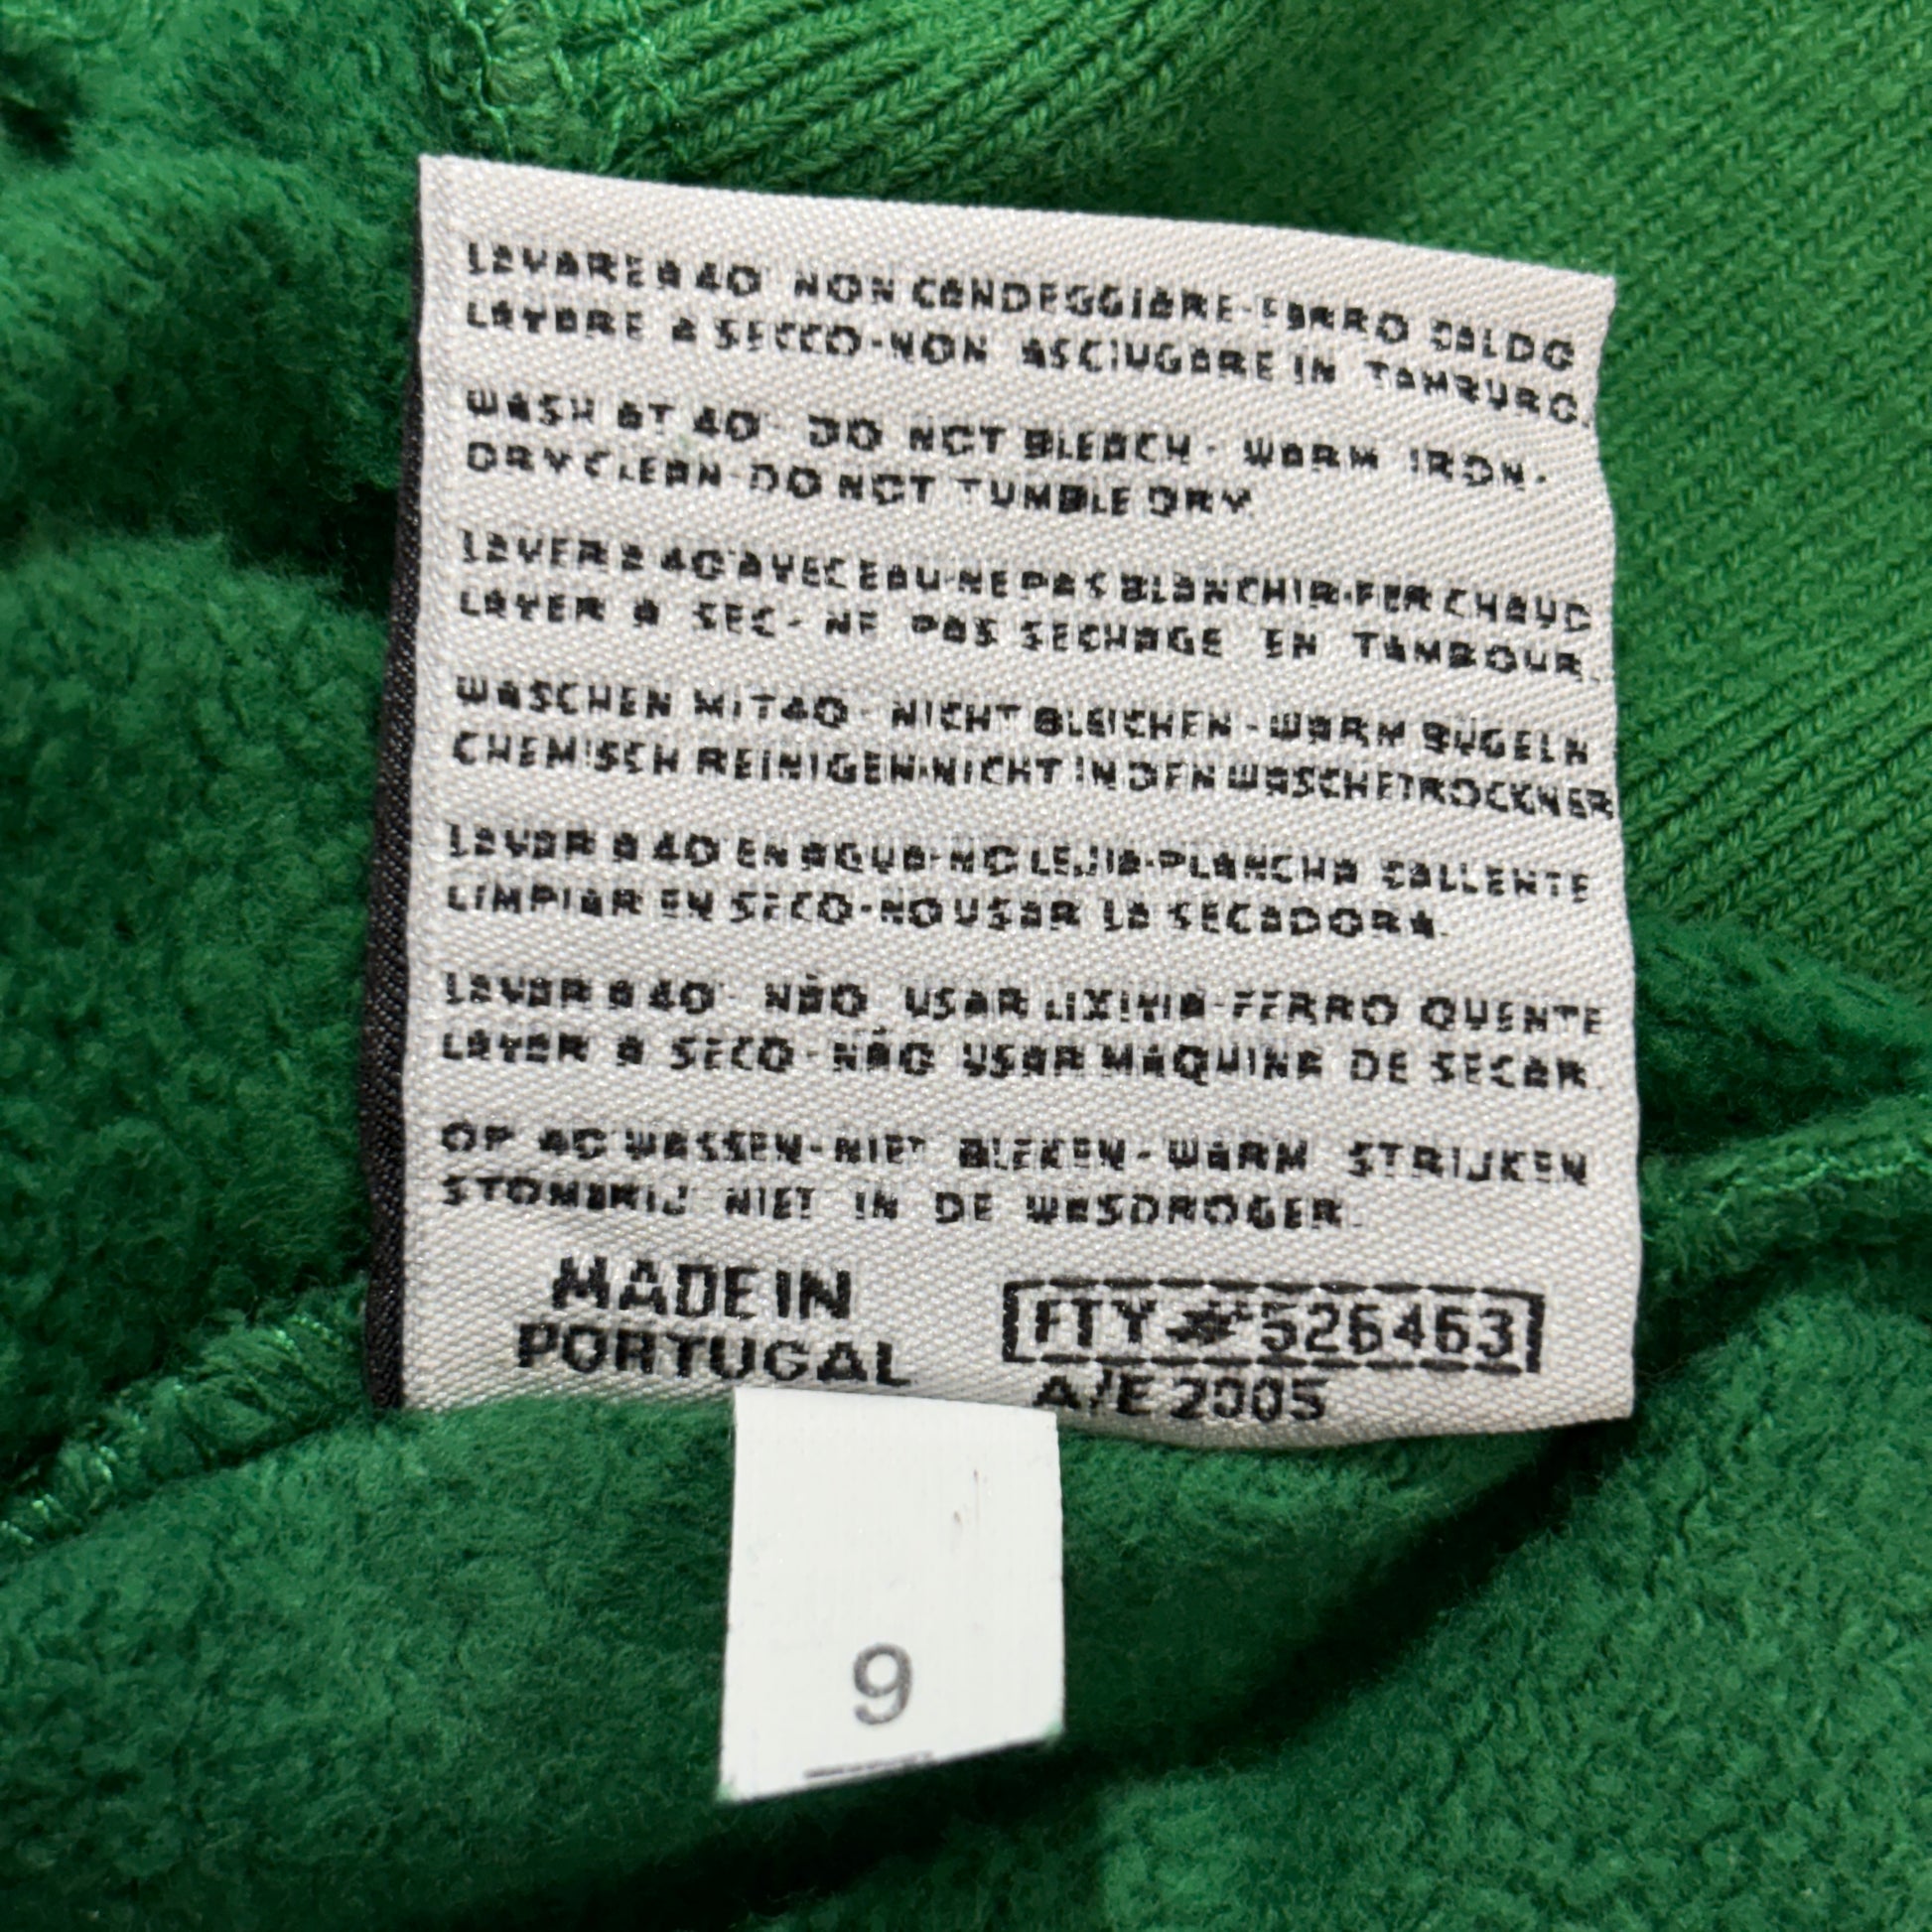 LAVARE A 40° NON CANDEGGIARE-FERRO CALDO
LAVARE A SECCO-NON ASCIUGARE IN TAMBURO.
WASH AT 40° DO NOT BLEACH - WARM IRON-
DRY CLEAN-DO NOT TUMBLE DRY.
LAVER A 40° AVEC EAU-NE PAS BLANCHIR-FER CHAUD
LAVER A SEC- NE PAS SECHAGE EN TAMBOUR.
WASCHEN MIT 40° - NICHT BLEICHEN - WARM BÜGELN
CHEMISCH REINIGEN-NICHT IN DEN WASCHETROCKNER
LAVAR A 40° EN AGUA-NO LEJIA-PLANCHA CALLENTE
LIMPIAR EN SECO-NO USAR LA SECADORA.
LAVAR A 40° NÃO USAR LIXIVIA-FERRO QUENTE
LAVAR A SECO - NÃO USAR MAQUINA DE SECAR.
OP 40° WASSEN-NIET BLEKEN- WARM STRIJKEN
STOMERIJ NIET IN DE WASDROGER.
MADE IN
PORTUGAL
FTY #526463
A/E 2005
9